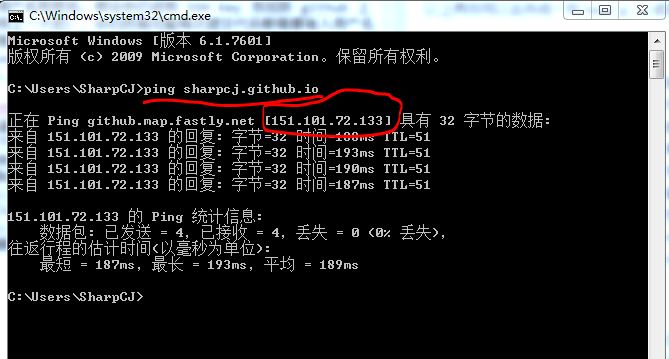 C:\Windows\system32\cmd.exe
Microsoft Windows [版本 6.1.7601]
版权所有 (c) 2009 Microsoft Corporation。保留所有权利。
C:\Users\SharpCJ>ping sharpcj.github.io
正在 Ping github.map.fastly.net [151.101.72.133] 具有 32 字节的数据:
来自 151.101.72.133 的回复: 字节=32 时间=188ms TTL=51
来自 151.101.72.133 的回复: 字节=32 时间=193ms TTL=51
来自 151.101.72.133 的回复: 字节=32 时间=190ms TTL=51
来自 151.101.72.133 的回复: 字节=32 时间=187ms TTL=51
151.101.72.133 的 Ping 统计信息:
数据包: 已发送 = 4, 已接收 = 4, 丢失 = 0 (0% 丢失),
往返行程的估计时间(以毫秒为单位):
最短 = 187ms, 最长 = 193ms, 平均 = 189ms
C:\Users\SharpCJ>